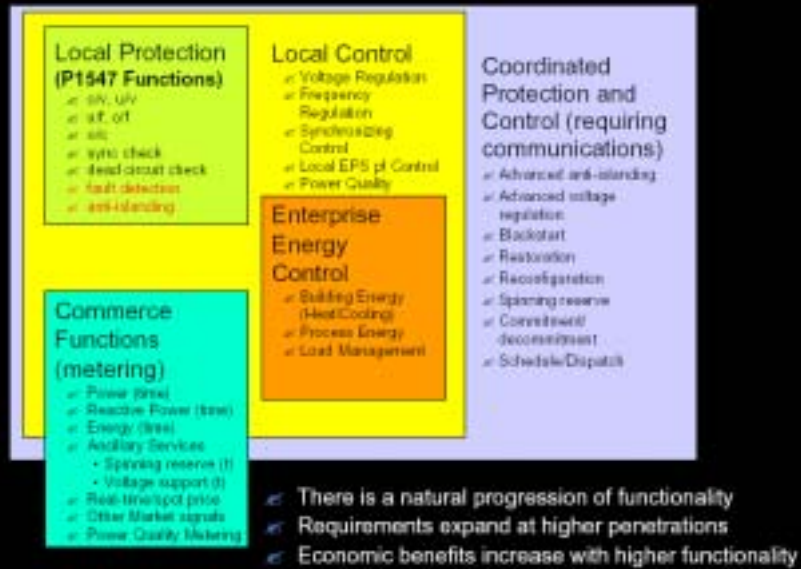 Local Protection
(P1547 Functions)
o/v, u/v
u/f, o/f
o/c
sync check
dead circuit check
fault detection
anti-islanding
Local Control
Voltage Regulation
Frequency
Regulation
Synchronizing
Control
Local EPS pf Control
Power Quality
Enterprise
Energy
Control
Building Energy
(Heat/Cooling)
Process Energy
Load Management
Coordinated
Protection and
Control (requiring
communications)
Advanced anti-islanding
Advanced voltage
regulation
Blackstart
Restoration
Reconfiguration
Spinning reserve
Commitment/
decommitment
Schedule/Dispatch
Commerce
Functions
(metering)
Power (time)
Reactive Power (time)
Energy (time)
Ancillary Services
• Spinning reserve (t)
• Voltage support (t)
Real-time/spot price
Other Market signals
Power Quality Metering
There is a natural progression of functionality
Requirements expand at higher penetrations
Economic benefits increase with higher functionality